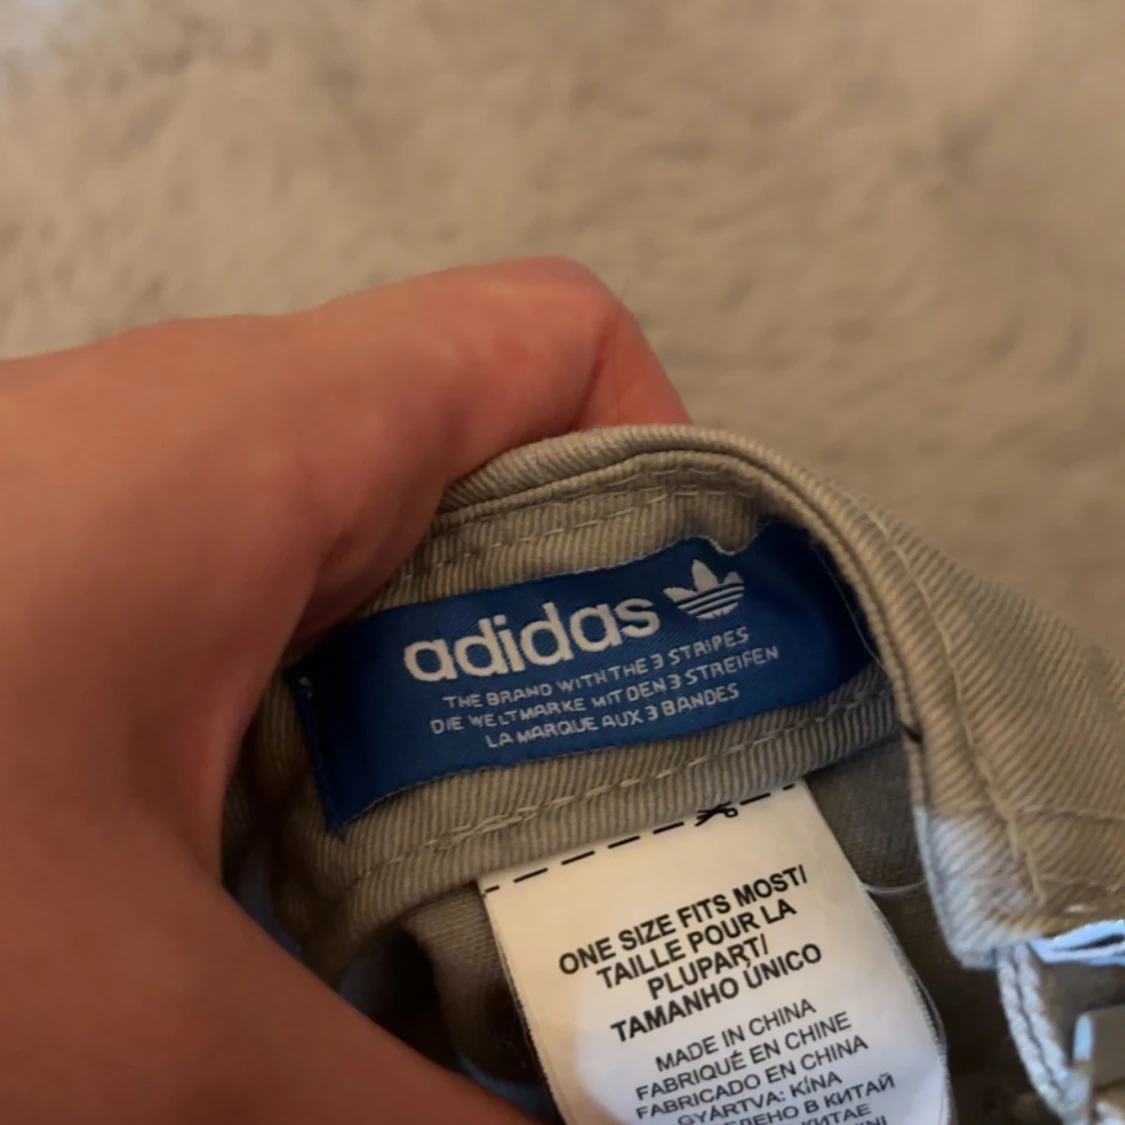 adidas
THE BRAND WITH THE 3 STRIPES
DIE WELTMARKE MIT DEN 3 STREIFEN
LA MARQUE AUX 3 BANDES
ONE SIZE FITS MOST/
TAILLE POUR LA
PLUPART/
TAMANHO ÚNICO
MADE IN CHINA
FABRIQUÉ EN CHINE
FABRICADO EN CHINA
GYÁRTVA: KÍNA
В КИТАЙ
КИТАЕ